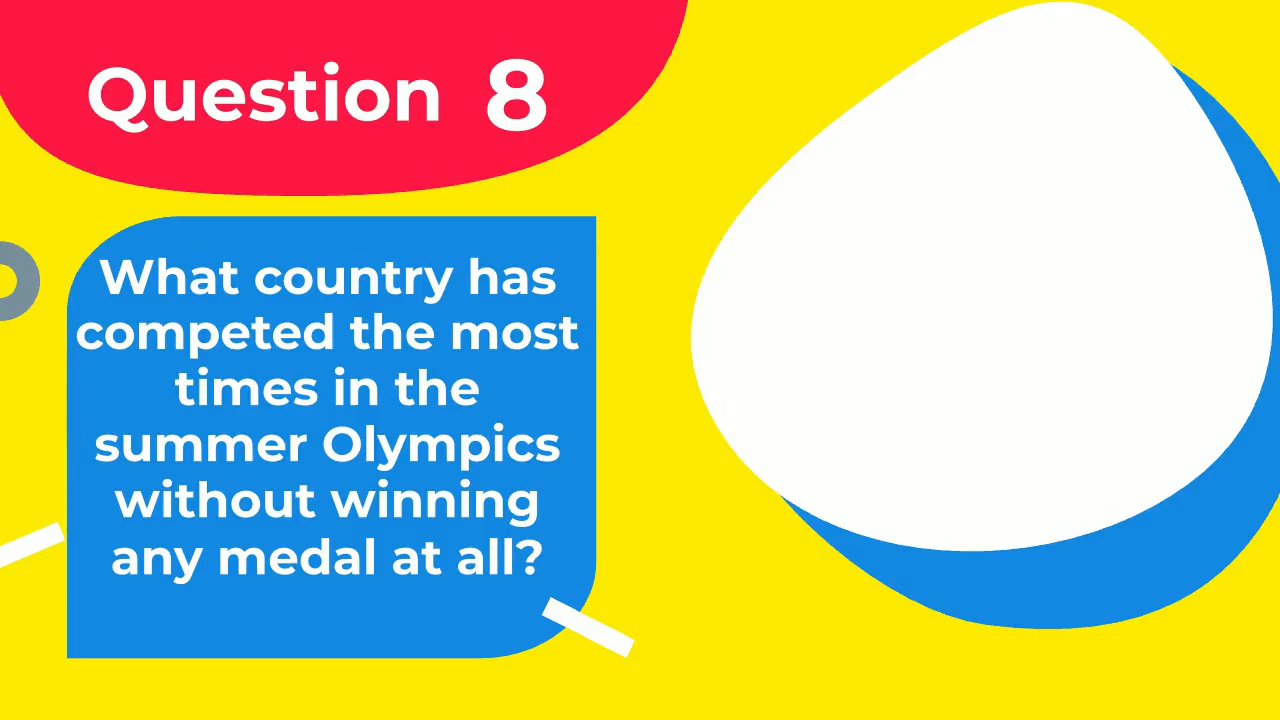 Question 8
What country has
competed the most
times in the
summer Olympics
without winning
any medal at all?